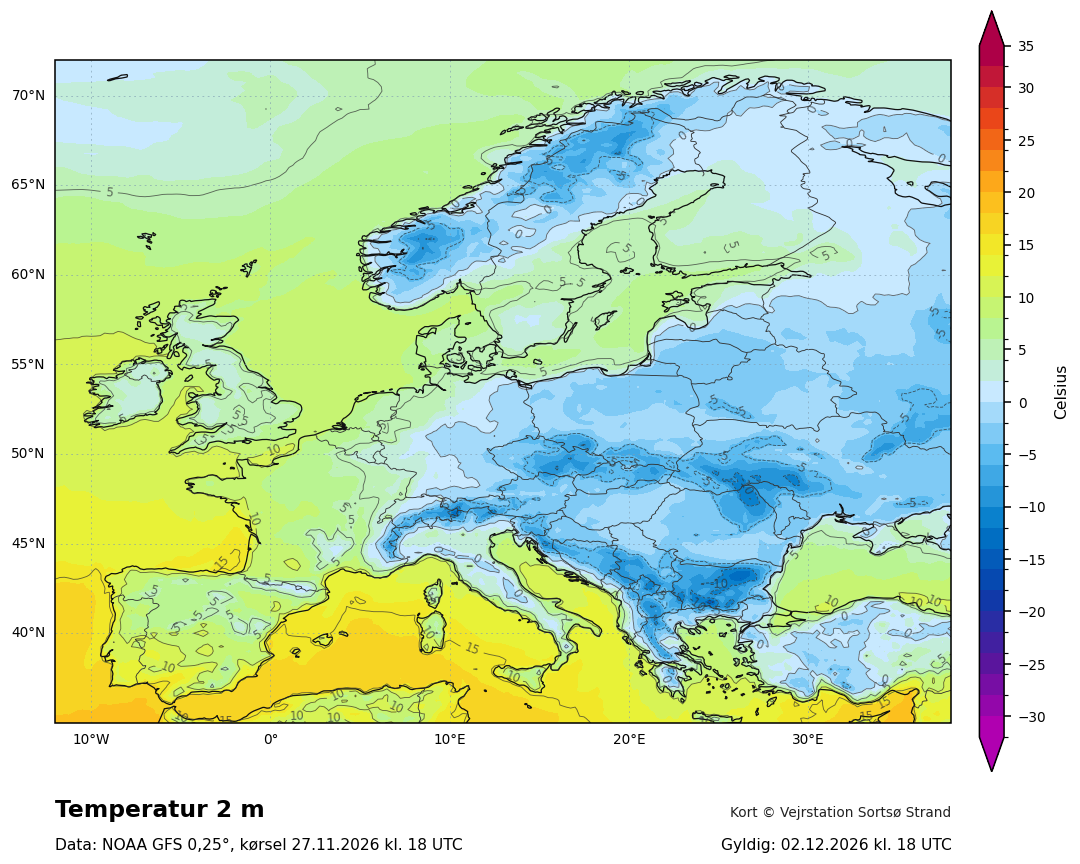 35
30
25
20
15
10
5
0
−5
−10
−15
−20
−25
−30
Celsius
70°N
65°N
60°N
55°N
50°N
45°N
40°N
10°W
0°
10°E
20°E
30°E
Temperatur 2 m
Kort © Vejrstation Sortsø Strand
Data: NOAA GFS 0,25°, kørsel 27.11.2026 kl. 18 UTC
Gyldig: 02.12.2026 kl. 18 UTC